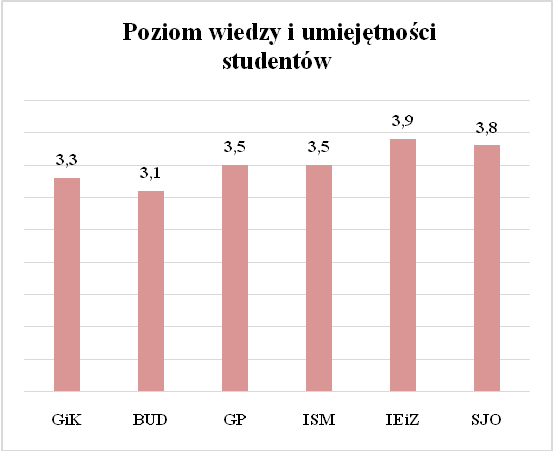 Poziom wiedzy i umiejętności
studentów
3,3
3,1
3,5
3,5
3,9
3,8
GiK
BUD
GP
ISM
IEiZ
SJO